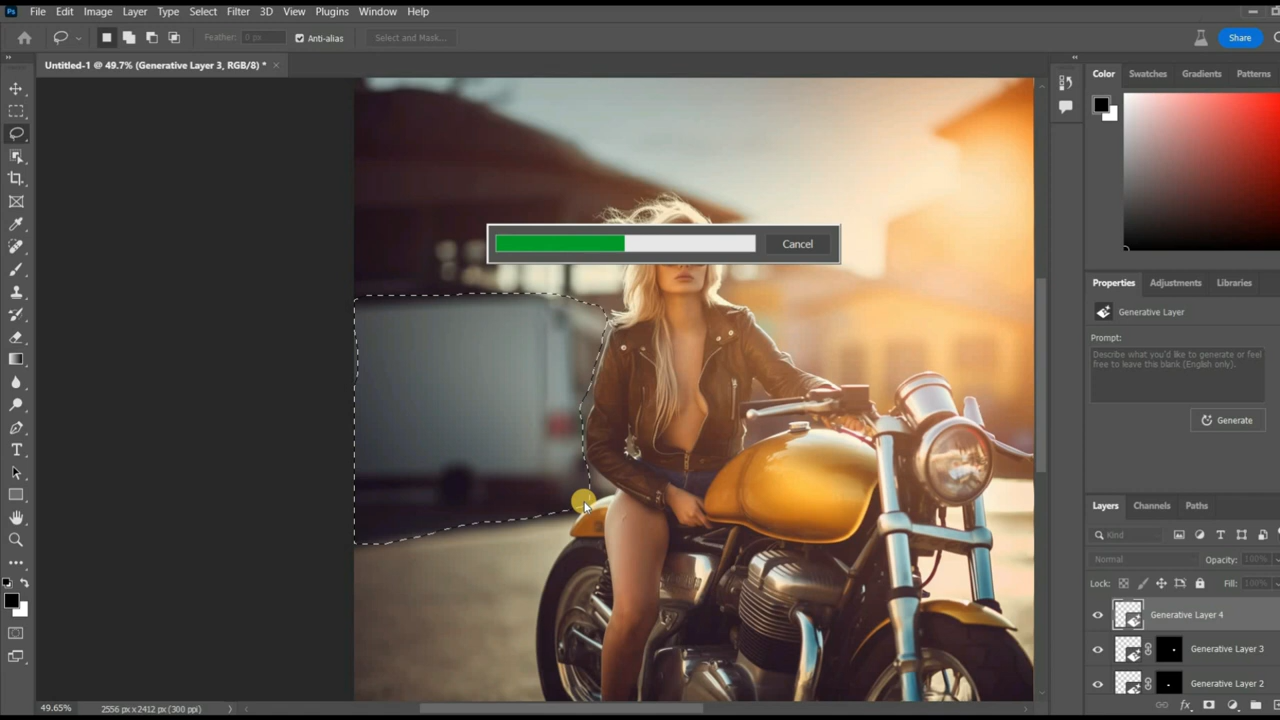 Ps File Edit Image Layer Type Select Filter 3D View Plugins Window Help
Feather: 0 px Anti-alias Select and Mask... Share
Untitled-1 @ 49.7% (Generative Layer 3, RGB/8) * ×
Color Swatches Gradients Patterns
Cancel
Properties Adjustments Libraries
Generative Layer
Prompt:
Describe what you'd like to generate or feel
free to leave this blank (English only).
Generate
Layers Channels Paths
Kind
Normal Opacity: 100%
Lock: Fill: 100%
Generative Layer 4
Generative Layer 3
Generative Layer 2
49.65% 2556 px x 2412 px (300 ppi)